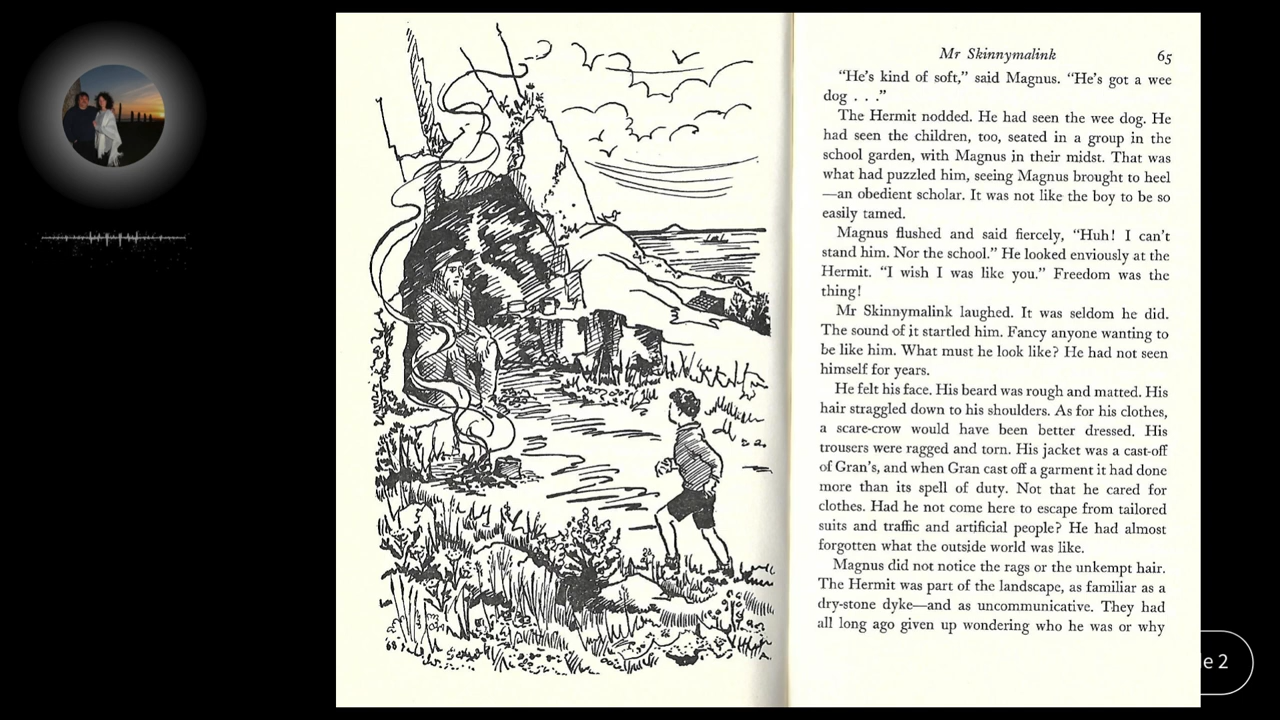 Mr Skinnymalink 65
“He’s kind of soft,” said Magnus. “He’s got a wee
dog . . .”
The Hermit nodded. He had seen the wee dog. He
had seen the children, too, seated in a group in the
school garden, with Magnus in their midst. That was
what had puzzled him, seeing Magnus brought to heel
—an obedient scholar. It was not like the boy to be so
easily tamed.
Magnus flushed and said fiercely, “Huh! I can’t
stand him. Nor the school.” He looked enviously at the
Hermit. “I wish I was like you.” Freedom was the
thing!
Mr Skinnymalink laughed. It was seldom he did.
The sound of it startled him. Fancy anyone wanting to
be like him. What must he look like? He had not seen
himself for years.
He felt his face. His beard was rough and matted. His
hair straggled down to his shoulders. As for his clothes,
a scare-crow would have been better dressed. His
trousers were ragged and torn. His jacket was a cast-off
of Gran’s, and when Gran cast off a garment it had done
more than its spell of duty. Not that he cared for
clothes. Had he not come here to escape from tailored
suits and traffic and artificial people? He had almost
forgotten what the outside world was like.
Magnus did not notice the rags or the unkempt hair.
The Hermit was part of the landscape, as familiar as a
dry-stone dyke—and as uncommunicative. They had
all long ago given up wondering who he was or why
le 2